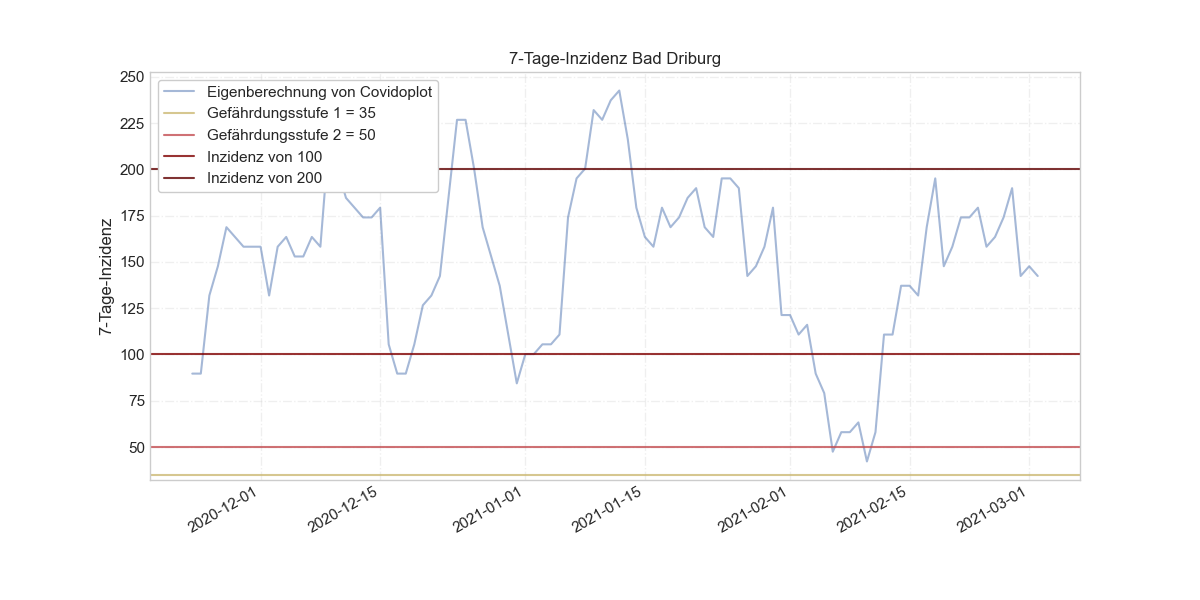 7-Tage-Inzidenz Bad Driburg
Eigenberechnung von Covidoplot
Gefährdungsstufe 1 = 35
Gefährdungsstufe 2 = 50
Inzidenz von 100
Inzidenz von 200
7-Tage-Inzidenz
250
225
200
175
150
125
100
75
50
2020-12-01
2020-12-15
2021-01-01
2021-01-15
2021-02-01
2021-02-15
2021-03-01